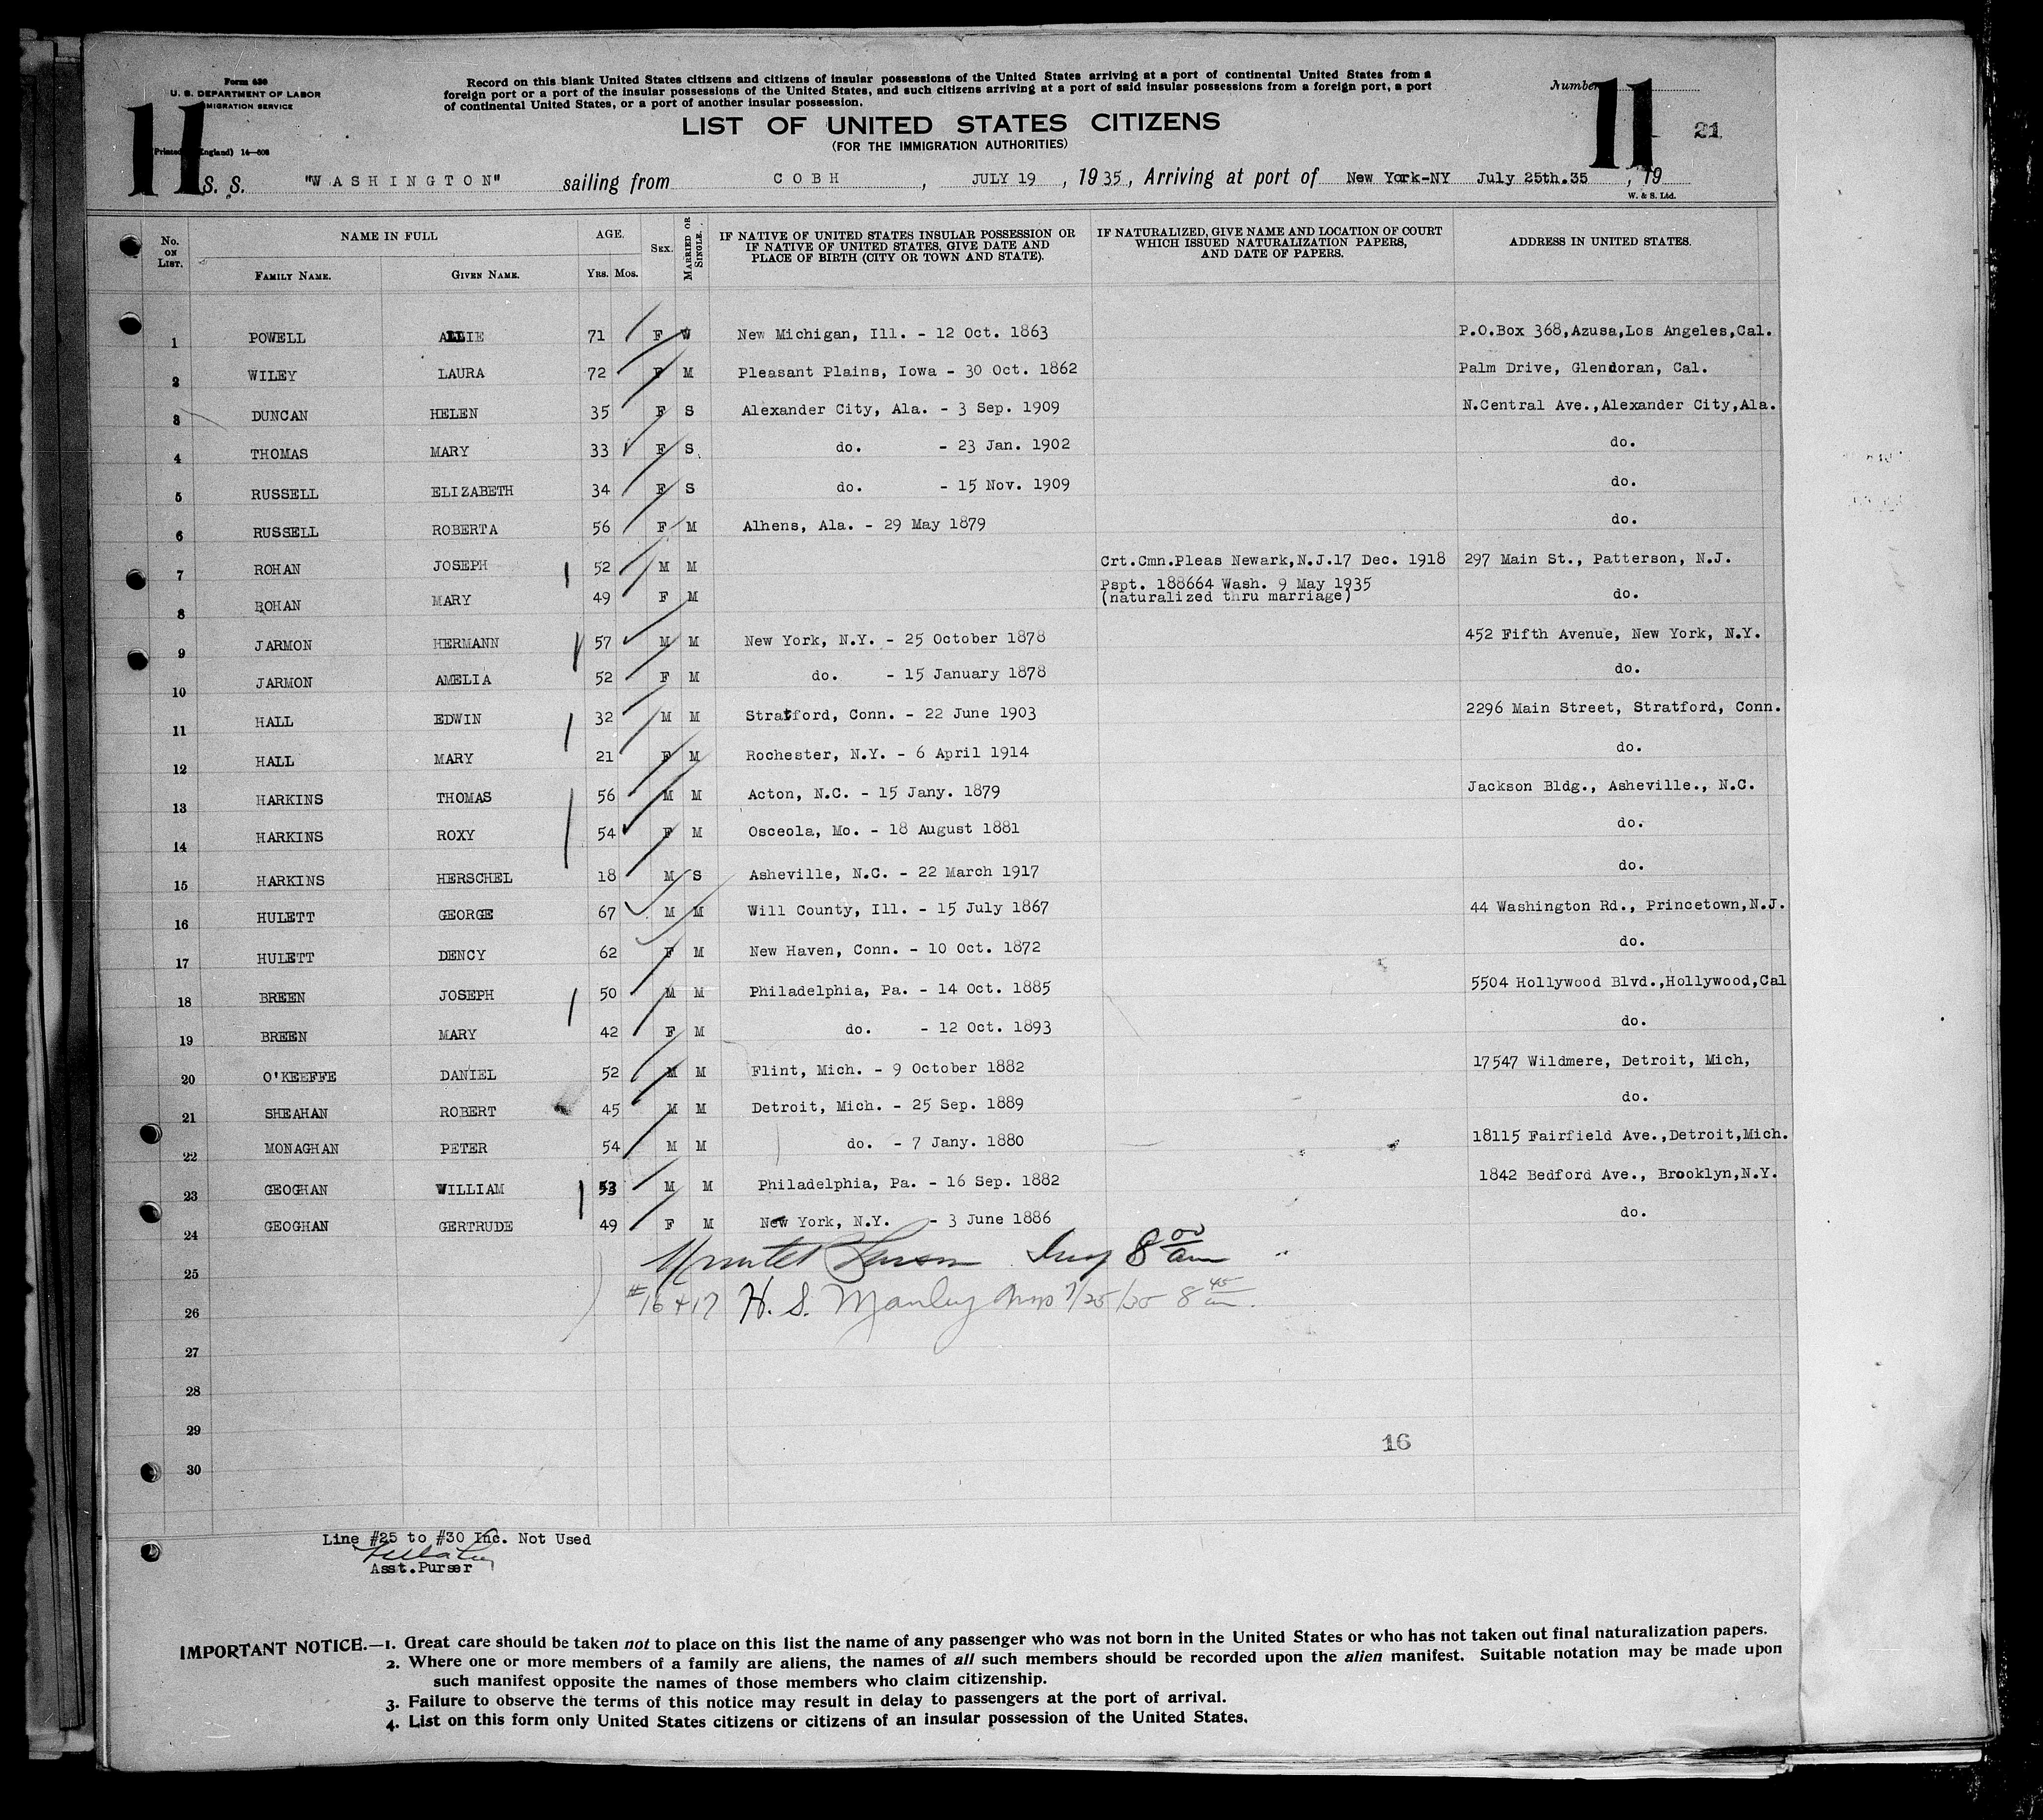 Form 630
U. S. DEPARTMENT OF LABOR
IMMIGRATION SERVICE
(Printed England) 14—608
Record on this blank United States citizens and citizens of insular possessions of the United States arriving at a port of continental United States from a
foreign port or a port of the insular possessions of the United States, and such citizens arriving at a port of said insular possessions from a foreign port, a port
of continental United States, or a port of another insular possession.
Number
11 11 21
LIST OF UNITED STATES CITIZENS
(FOR THE IMMIGRATION AUTHORITIES)
S. S. "WASHINGTON" sailing from COBH, JULY 19, 1935, Arriving at port of New York-NY July 25th.35, 19
W. & S. Ltd.
No. ON LIST. NAME IN FULL FAMILY NAME. GIVEN NAME. AGE. YRS. MOS. SEX. MARRIED OR SINGLE. IF NATIVE OF UNITED STATES INSULAR POSSESSION OR IF NATIVE OF UNITED STATES, GIVE DATE AND PLACE OF BIRTH (CITY OR TOWN AND STATE). IF NATURALIZED, GIVE NAME AND LOCATION OF COURT WHICH ISSUED NATURALIZATION PAPERS, AND DATE OF PAPERS. ADDRESS IN UNITED STATES.
1 POWELL ALLIE 71 F W New Michigan, Ill. - 12 Oct. 1863 P.O.Box 368,Azusa,Los Angeles,Cal.
2 WILEY LAURA 72 F M Pleasant Plains, Iowa - 30 Oct. 1862 Palm Drive, Glendoran, Cal.
3 DUNCAN HELEN 35 F S Alexander City, Ala. - 3 Sep. 1909 N.Central Ave.,Alexander City,Ala.
4 THOMAS MARY 33 F S do. - 23 Jan. 1902 do.
5 RUSSELL ELIZABETH 34 F S do. - 15 Nov. 1909 do.
6 RUSSELL ROBERTA 56 F M Alhens, Ala. - 29 May 1879 do.
7 ROHAN JOSEPH 52 M M Crt.Cmn.Pleas Newark,N.J.17 Dec. 1918 297 Main St., Patterson, N.J.
8 ROHAN MARY 49 F M Pspt. 188664 Wash. 9 May 1935 (naturalized thru marriage) do.
9 JARMON HERMANN 57 M M New York, N.Y. - 25 October 1878 452 Fifth Avenue, New York, N.Y.
10 JARMON AMELIA 52 F M do. - 15 January 1878 do.
11 HALL EDWIN 32 M M Stratford, Conn. - 22 June 1903 2296 Main Street, Stratford, Conn.
12 HALL MARY 21 F M Rochester, N.Y. - 6 April 1914 do.
13 HARKINS THOMAS 56 M M Acton, N.C. - 15 Jany. 1879 Jackson Bldg., Asheville., N.C.
14 HARKINS ROXY 54 F M Osceola, Mo. - 18 August 1881 do.
15 HARKINS HERSCHEL 18 M S Asheville, N.C. - 22 March 1917 do.
16 HULETT GEORGE 67 M M Will County, Ill. - 15 July 1867 44 Washington Rd., Princetown,N.J.
17 HULETT DENCY 62 F M New Haven, Conn. - 10 Oct. 1872 do.
18 BREEN JOSEPH 50 M M Philadelphia, Pa. - 14 Oct. 1885 5504 Hollywood Blvd.,Hollywood,Cal
19 BREEN MARY 42 F M do. - 12 Oct. 1893 do.
20 O'KEEFFE DANIEL 52 M M Flint, Mich. - 9 October 1882 17547 Wildmere, Detroit, Mich,
21 SHEAHAN ROBERT 45 M M Detroit, Mich. - 25 Sep. 1889 do.
22 MONAGHAN PETER 54 M M do. - 7 Jany. 1880 18115 Fairfield Ave.,Detroit,Mich.
23 GEOGHAN WILLIAM 53 M M Philadelphia, Pa. - 16 Sep. 1882 1842 Bedford Ave., Brooklyn,N.Y.
24 GEOGHAN GERTRUDE 49 F M New York, N.Y. - 3 June 1886 do.
8 00 am
25
#16 + 17 H. S. Manley 7/25/35 8 45 am.
26
27
28
29
16
30
Line #25 to #30 Inc. Not Used
Asst.Purser
IMPORTANT NOTICE.—1. Great care should be taken not to place on this list the name of any passenger who was not born in the United States or who has not taken out final naturalization papers.
2. Where one or more members of a family are aliens, the names of all such members should be recorded upon the alien manifest. Suitable notation may be made upon
such manifest opposite the names of those members who claim citizenship.
3. Failure to observe the terms of this notice may result in delay to passengers at the port of arrival.
4. List on this form only United States citizens or citizens of an insular possession of the United States.